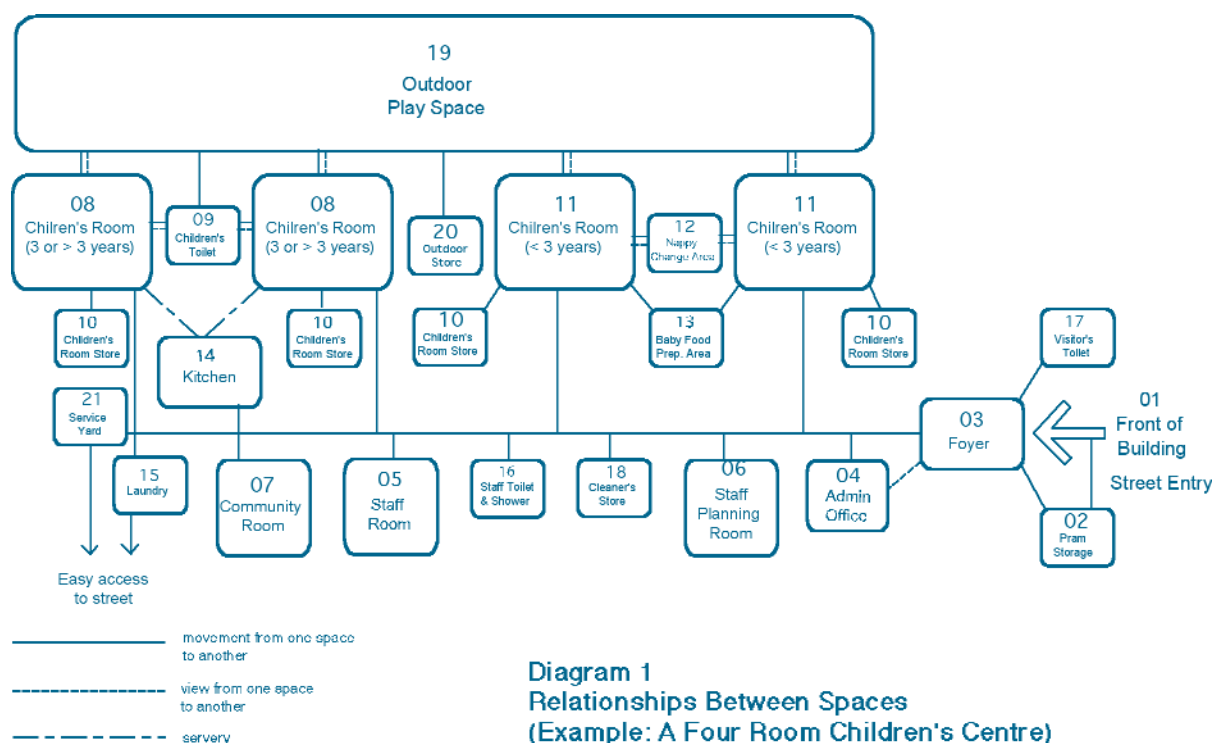 19
Outdoor
Play Space
08
Chilren's Room
(3 or > 3 years)
09
Children's
Toilet
08
Chilren's Room
(3 or > 3 years)
20
Outdoor
Store
11
Chilren's Room
(< 3 years)
12
Nappy
Change Area
11
Chilren's Room
(< 3 years)
10
Children's
Room Store
14
Kitchen
10
Children's
Room Store
10
Children's
Room Store
13
Baby Food
Prep. Area
10
Children's
Room Store
17
Visitor's
Toilet
21
Service
Yard
03
Foyer
01
Front of
Building
Street Entry
15
Laundry
07
Community
Room
05
Staff
Room
16
Staff Toilet
& Shower
18
Cleaner's
Store
06
Staff
Planning
Room
04
Admin
Office
02
Pram
Storage
Easy access
to street
movement from one space
to another
view from one space
to another
servery
Diagram 1
Relationships Between Spaces
(Example: A Four Room Children's Centre)